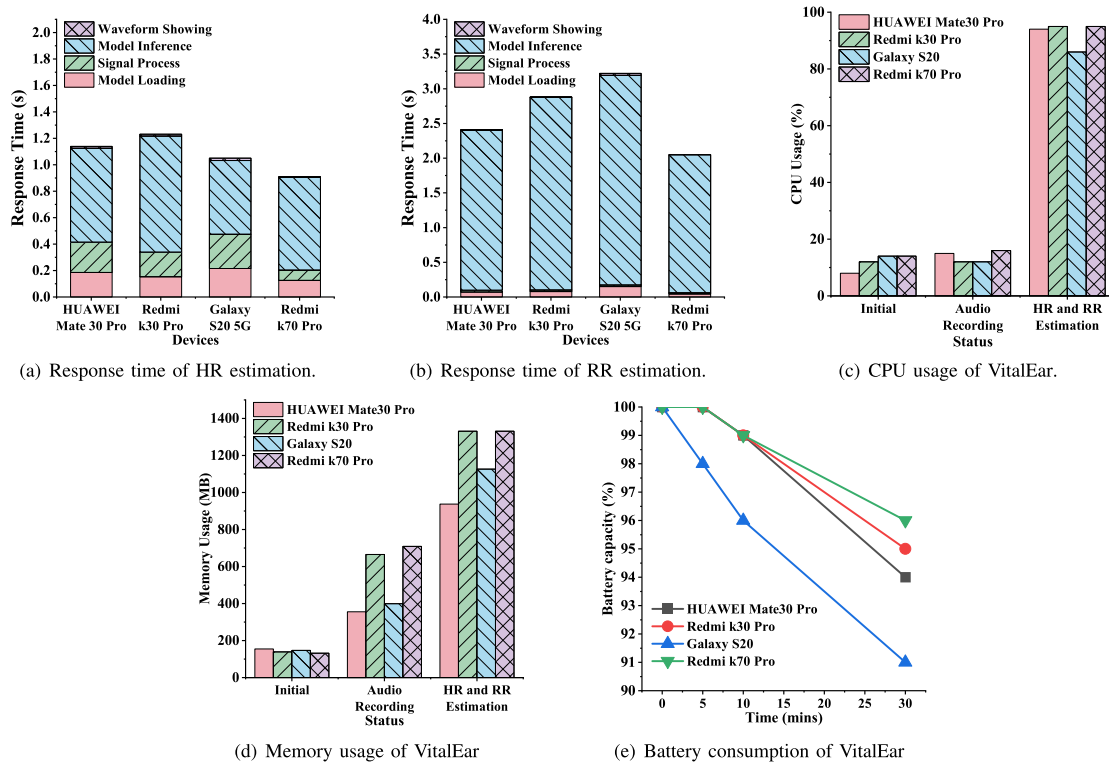 Response Time (s)
2.0
1.8
1.6
1.4
1.2
1.0
0.8
0.6
0.4
0.2
0.0
Waveform Showing
Model Inference
Signal Process
Model Loading
HUAWEI
Mate 30 Pro
Redmi
k30 Pro
Galaxy
S20 5G
Redmi
k70 Pro
Devices
(a) Response time of HR estimation.
Response Time (s)
4.0
3.5
3.0
2.5
2.0
1.5
1.0
0.5
0.0
Waveform Showing
Model Inference
Signal Process
Model Loading
HUAWEI
Mate 30 Pro
Redmi
k30 Pro
Galaxy
S20 5G
Redmi
k70 Pro
Devices
(b) Response time of RR estimation.
CPU Usage (%)
100
80
60
40
20
0
HUAWEI Mate30 Pro
Redmi k30 Pro
Galaxy S20
Redmi k70 Pro
Initial
Audio
Recording
HR and RR
Estimation
Status
(c) CPU usage of VitalEar.
Memory Usage (MB)
1400
1200
1000
800
600
400
200
0
HUAWEI Mate30 Pro
Redmi k30 Pro
Galaxy S20
Redmi k70 Pro
Initial
Audio
Recording
HR and RR
Estimation
Status
(d) Memory usage of VitalEar
Battery capacity (%)
100
99
98
97
96
95
94
93
92
91
90
HUAWEI Mate30 Pro
Redmi k30 Pro
Galaxy S20
Redmi k70 Pro
0
5
10
15
20
25
30
Time (mins)
(e) Battery consumption of VitalEar